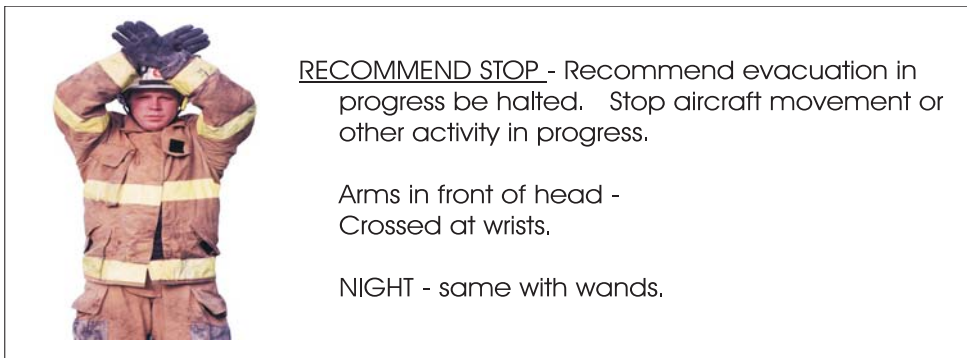 RECOMMEND STOP - Recommend evacuation in
progress be halted. Stop aircraft movement or
other activity in progress.
Arms in front of head -
Crossed at wrists.
NIGHT - same with wands.